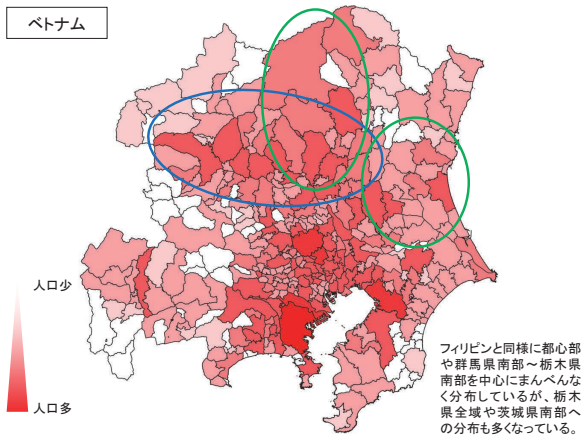 ベトナム
人口少
人口多
フィリピンと同様に都心部
や群馬県南部～栃木県
南部を中心にまんべんな
く分布しているが、栃木
県全域や茨城県南部へ
の分布も多くなっている。